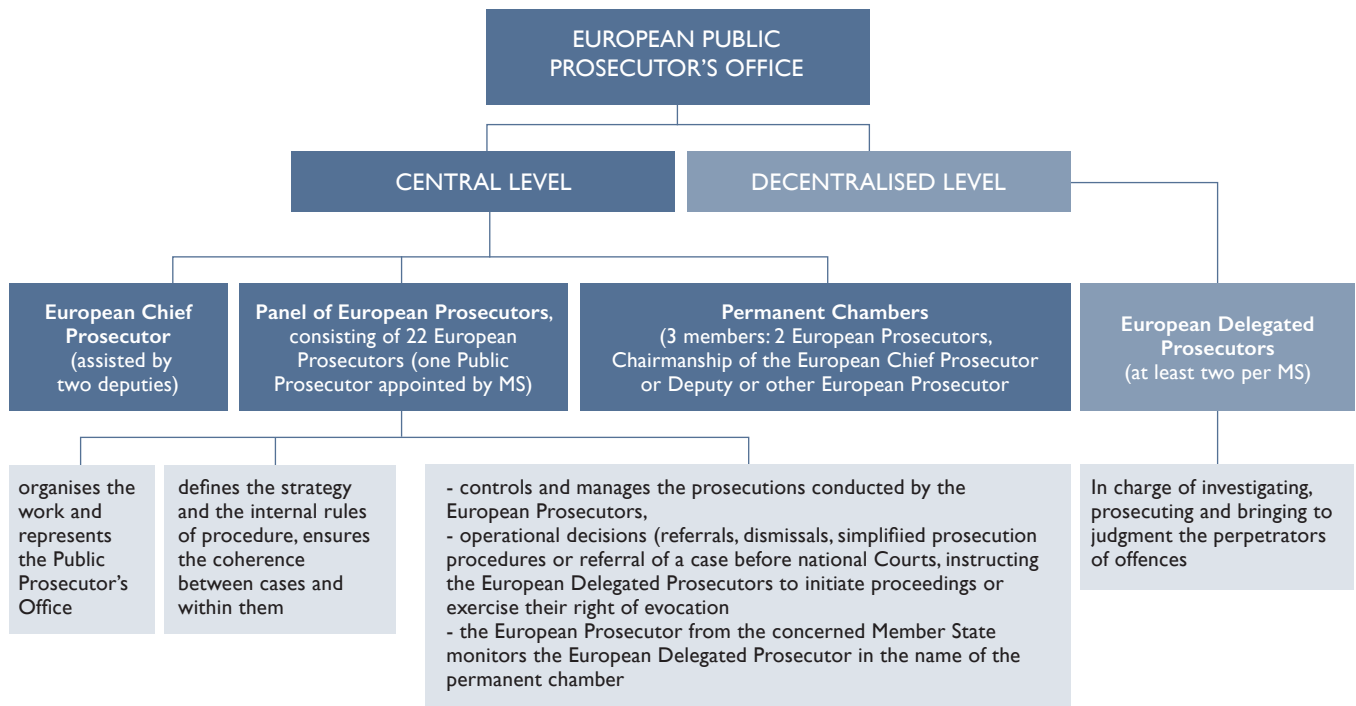 EUROPEAN PUBLIC
PROSECUTOR'S OFFICE
CENTRAL LEVEL
DECENTRALISED LEVEL
European Chief
Prosecutor
(assisted by
two deputies)
Panel of European Prosecutors,
consisting of 22 European
Prosecutors (one Public
Prosecutor appointed by MS)
Permanent Chambers
(3 members: 2 European Prosecutors,
Chairmanship of the European Chief Prosecutor
or Deputy or other European Prosecutor
European Delegated
Prosecutors
(at least two per MS)
organises the
work and
represents
the Public
Prosecutor's
Office
defines the strategy
and the internal rules
of procedure, ensures
the coherence
between cases and
within them
- controls and manages the prosecutions conducted by the
European Prosecutors,
- operational decisions (referrals, dismissals, simplifiied prosecution
procedures or referral of a case before national Courts, instructing
the European Delegated Prosecutors to initiate proceedings or
exercise their right of evocation
- the European Prosecutor from the concerned Member State
monitors the European Delegated Prosecutor in the name of the
permanent chamber
In charge of investigating,
prosecuting and bringing to
judgment the perpetrators
of offences